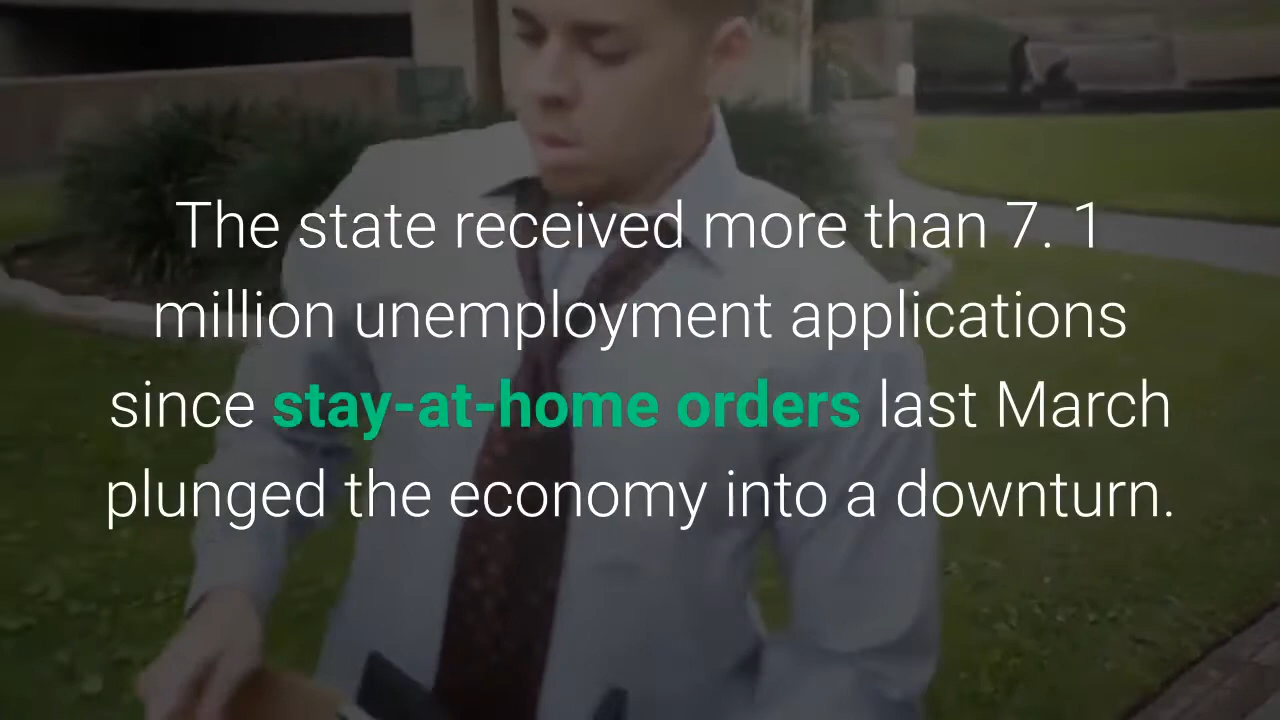 The state received more than 7. 1
million unemployment applications
since stay-at-home orders last March
plunged the economy into a downturn.